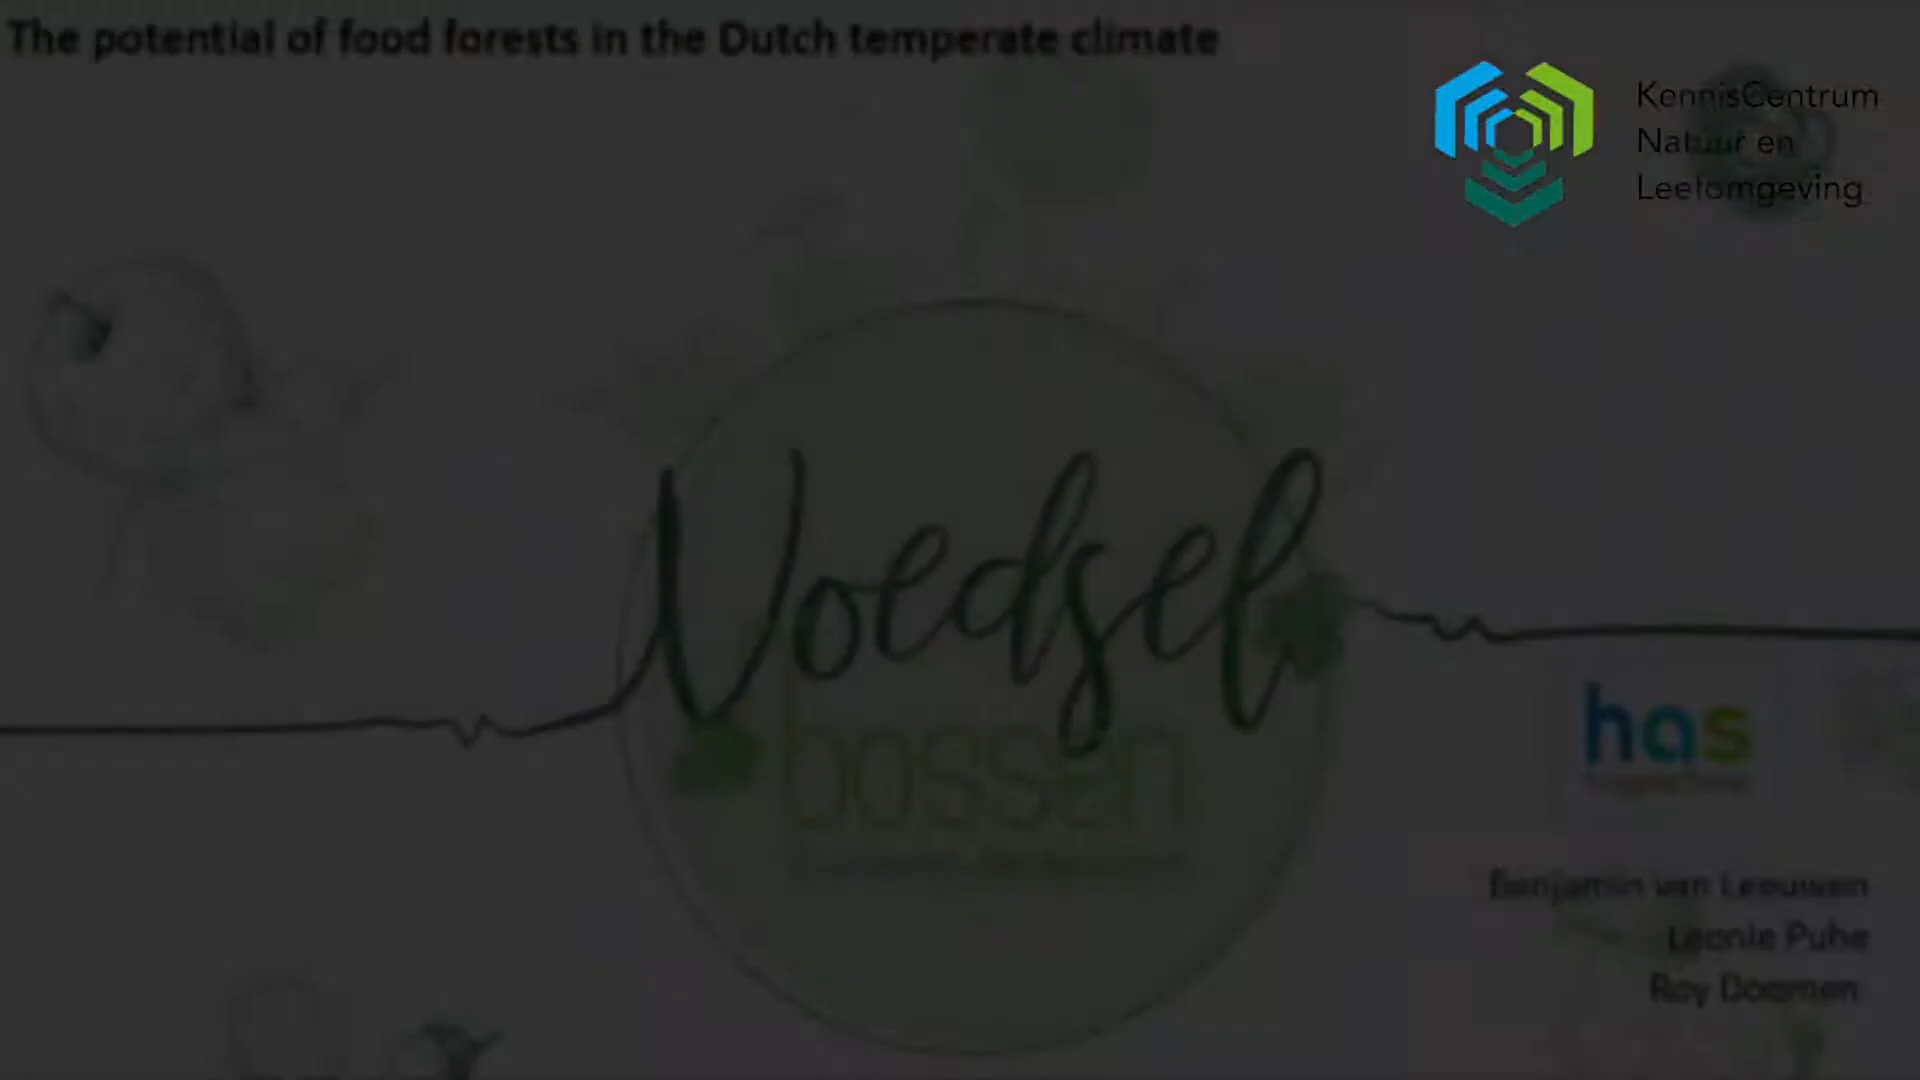 The potential of food forests in the Dutch temperate climate
KennisCentrum
Natuur en
Leefomgeving
Voedsel
bossen
has
Benjamin van Leeuwen
Leonie Puhe
Roy Doomen